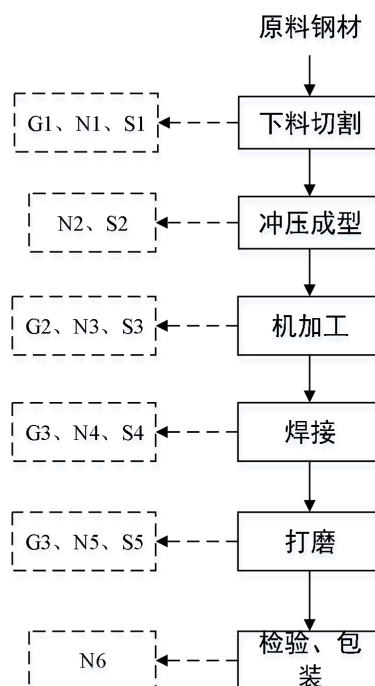 原料钢材
G1、N1、S1
下料切割
N2、S2
冲压成型
G2、N3、S3
机加工
G3、N4、S4
焊接
G3、N5、S5
打磨
N6
检验、包
装